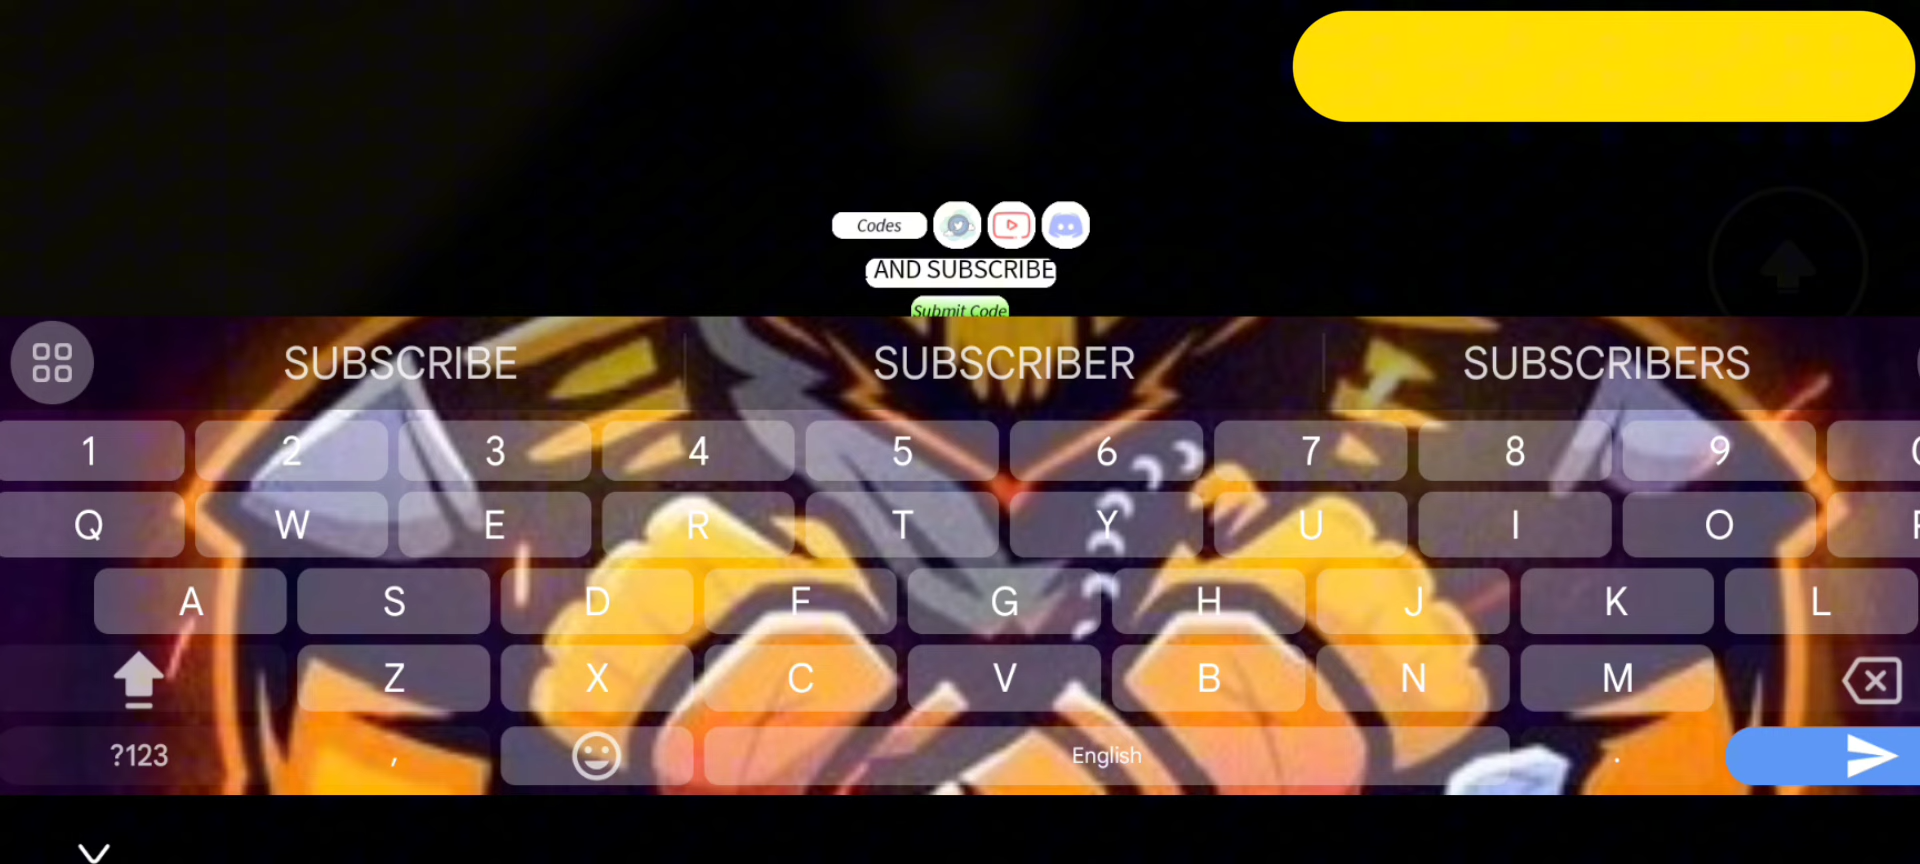 Codes
AND SUBSCRIBE
Submit Code
SUBSCRIBE SUBSCRIBER SUBSCRIBERS
1 2 3 4 5 6 7 8 9
Q W E R T Y U I O
A S D F G H J K L
Z X C V B N M
?123 , English .